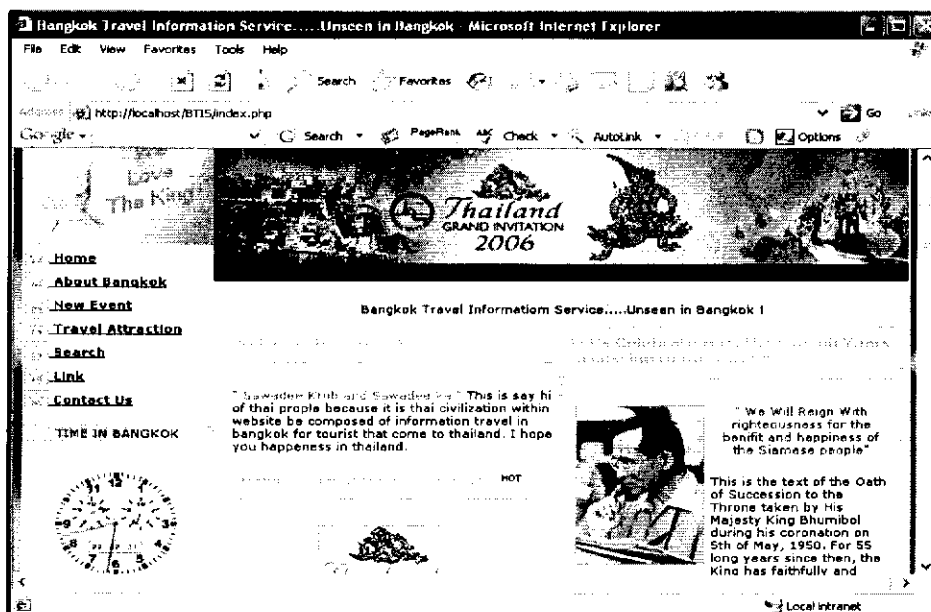 Bangkok Travel Information Service.....Unseen in Bangkok - Microsoft Internet Explorer
File Edit View Favorites Tools Help
Search Favorites
Address http://localhost/BT15/index.php Go Links
Google Search PageRank Check AutoLink Options
Love
The King
Thailand
GRAND INVITATION
2006
Home
About Bangkok
New Event
Travel Attraction
Search
Link
Contact Us
TIME IN BANGKOK
Bangkok Travel Informatiom Service.....Unseen in Bangkok !
" Sawadee Krub and Sawadee ka " This is say hi
of thai prople because it is thai civilization within
website be composed of information travel in
bangkok for tourist that come to thailand. I hope
you happeness in thailand.
HOT
" We Will Reign With
righteousness for the
benifit and happiness of
the Siamese people"
This is the text of the Oath
of Succession to the
Throne taken by His
Majesty King Bhumibol
during his coronation on
5th of May, 1950. For 55
long years since then, the
King has faithfully and
Local intranet